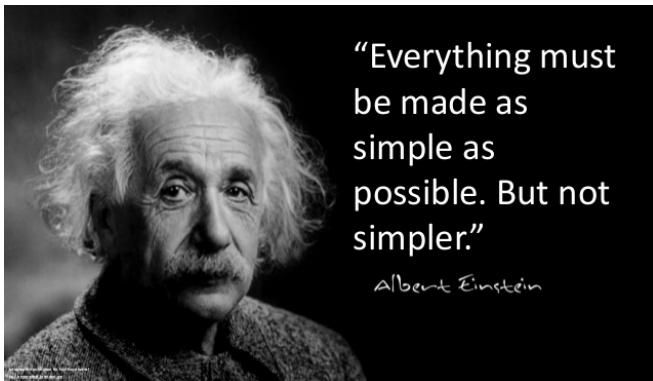 “Everything must
be made as
simple as
possible. But not
simpler.”
Albert Einstein